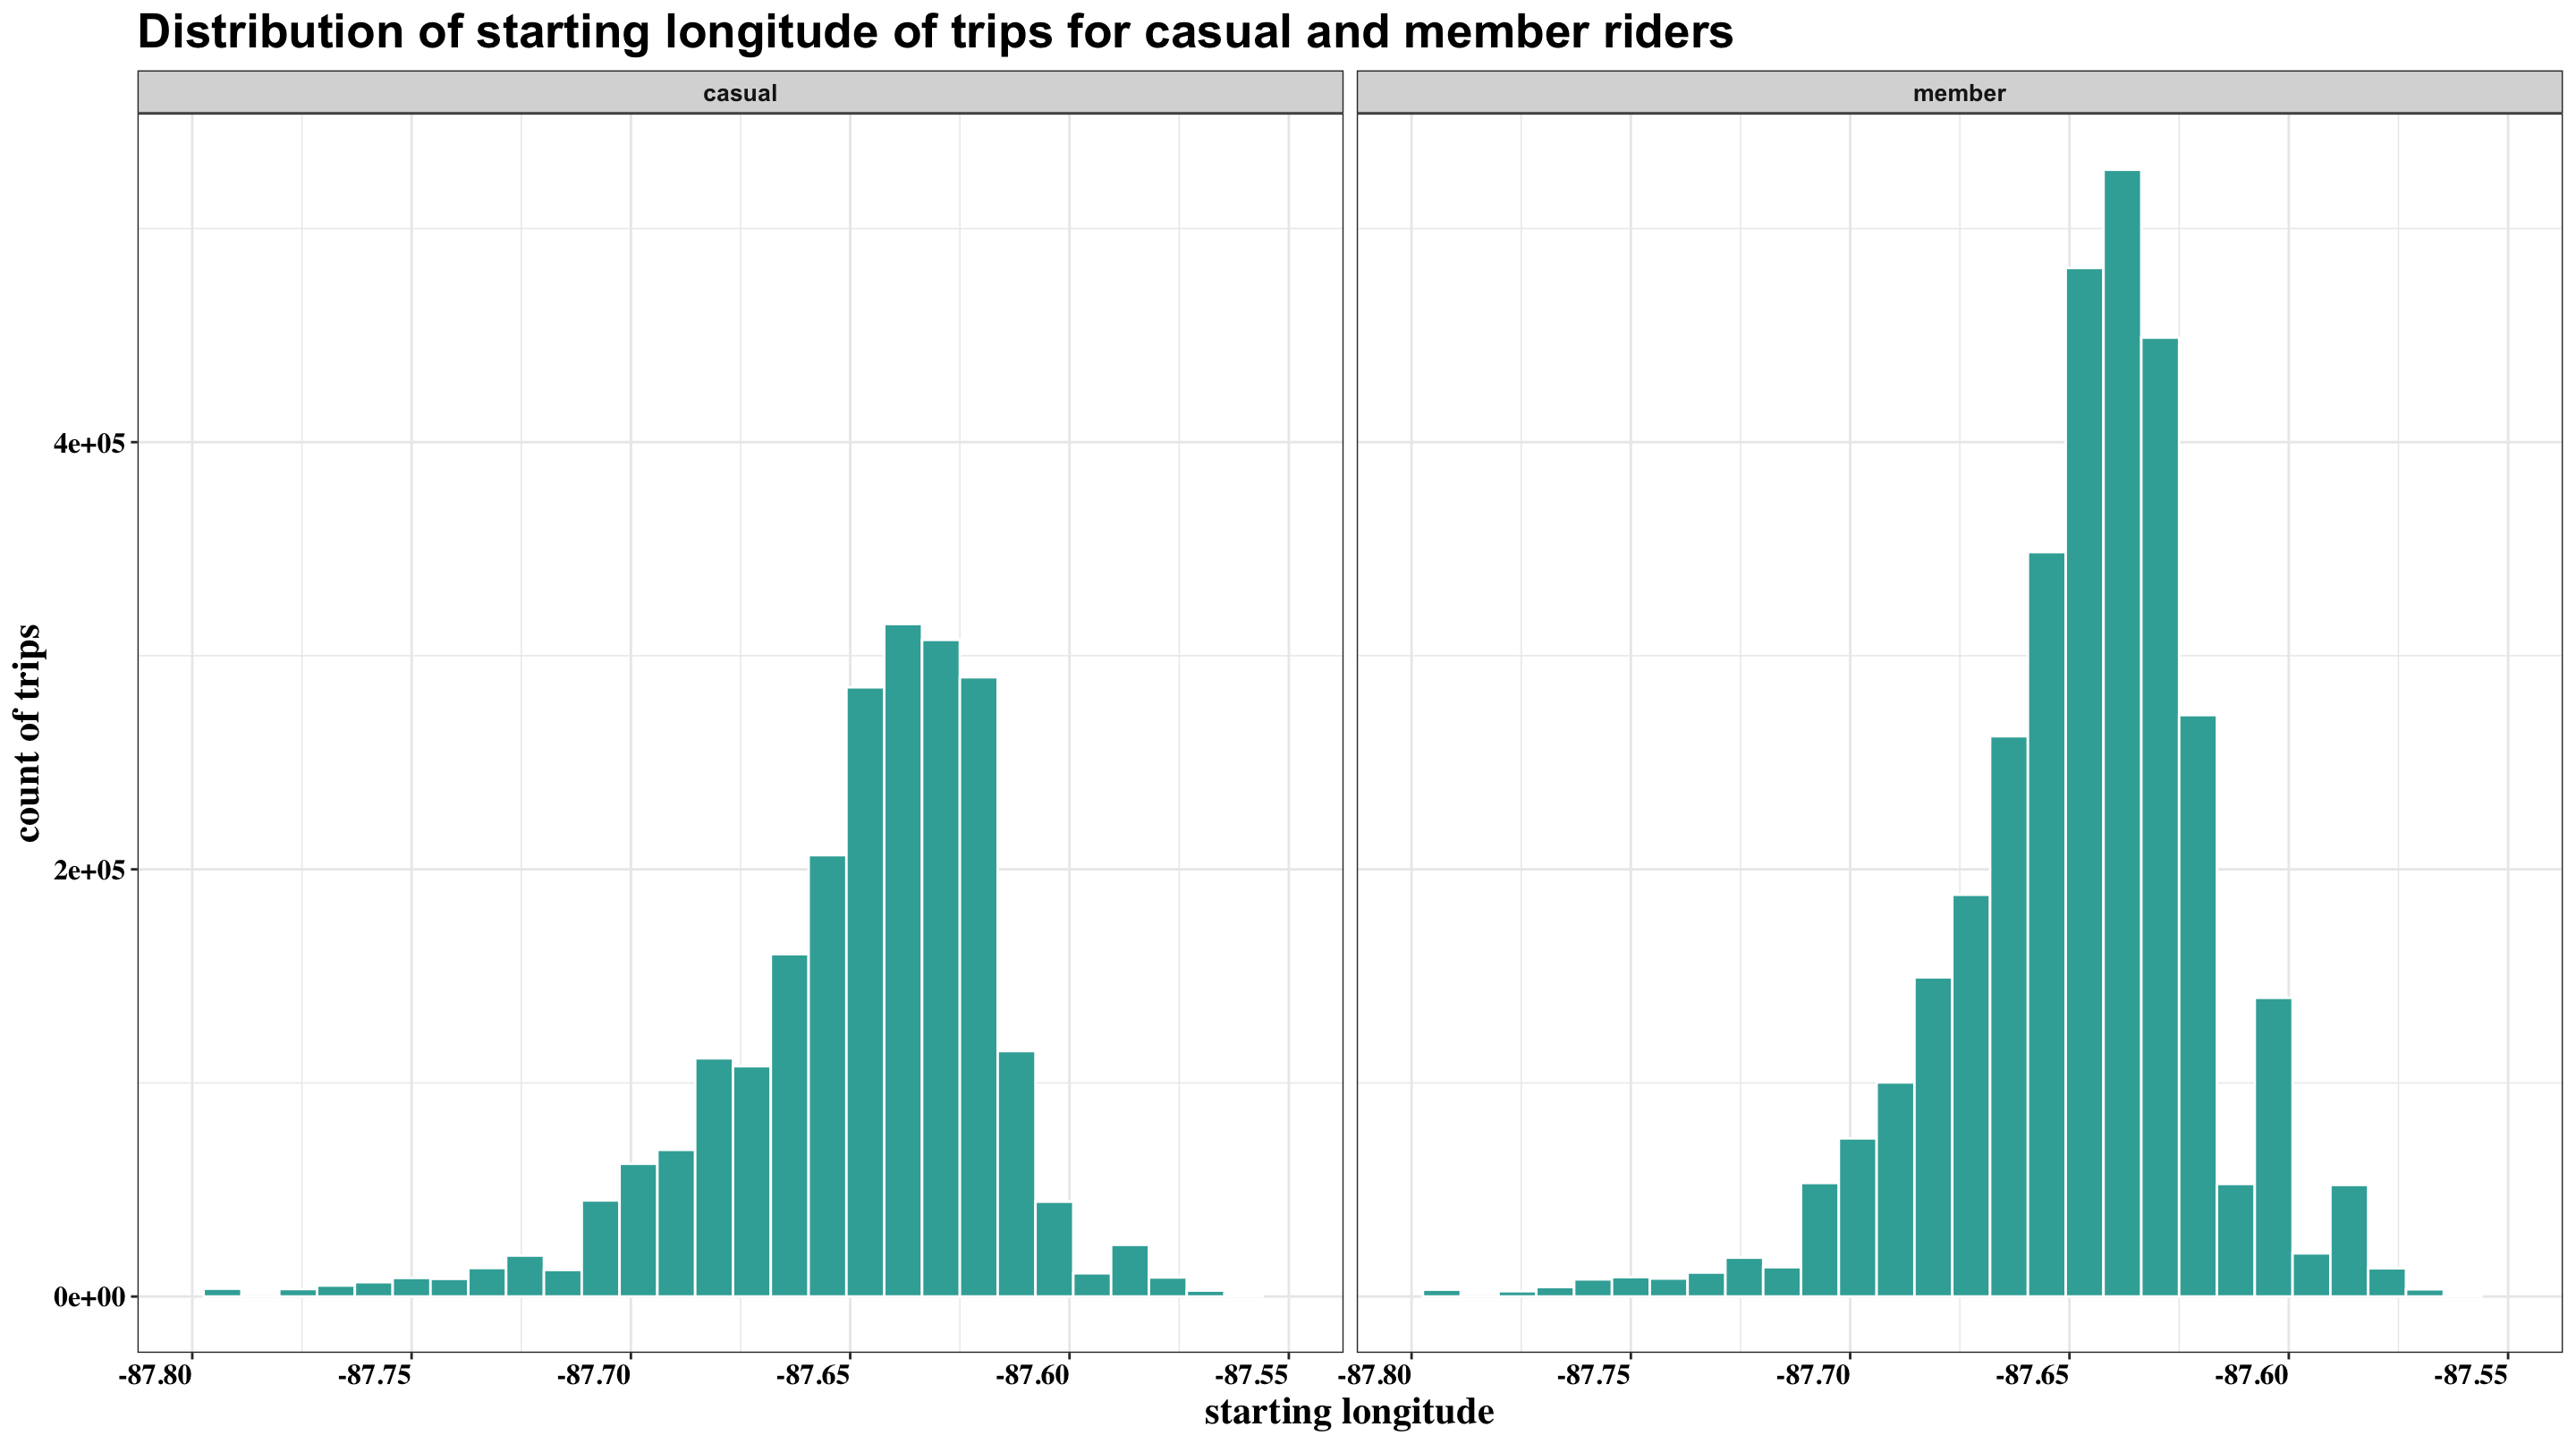 Distribution of starting longitude of trips for casual and member riders
casual
member
count of trips
4e+05
2e+05
0e+00
-87.80 -87.75 -87.70 -87.65 -87.60 -87.55 -87.80 -87.75 -87.70 -87.65 -87.60 -87.55
starting longitude